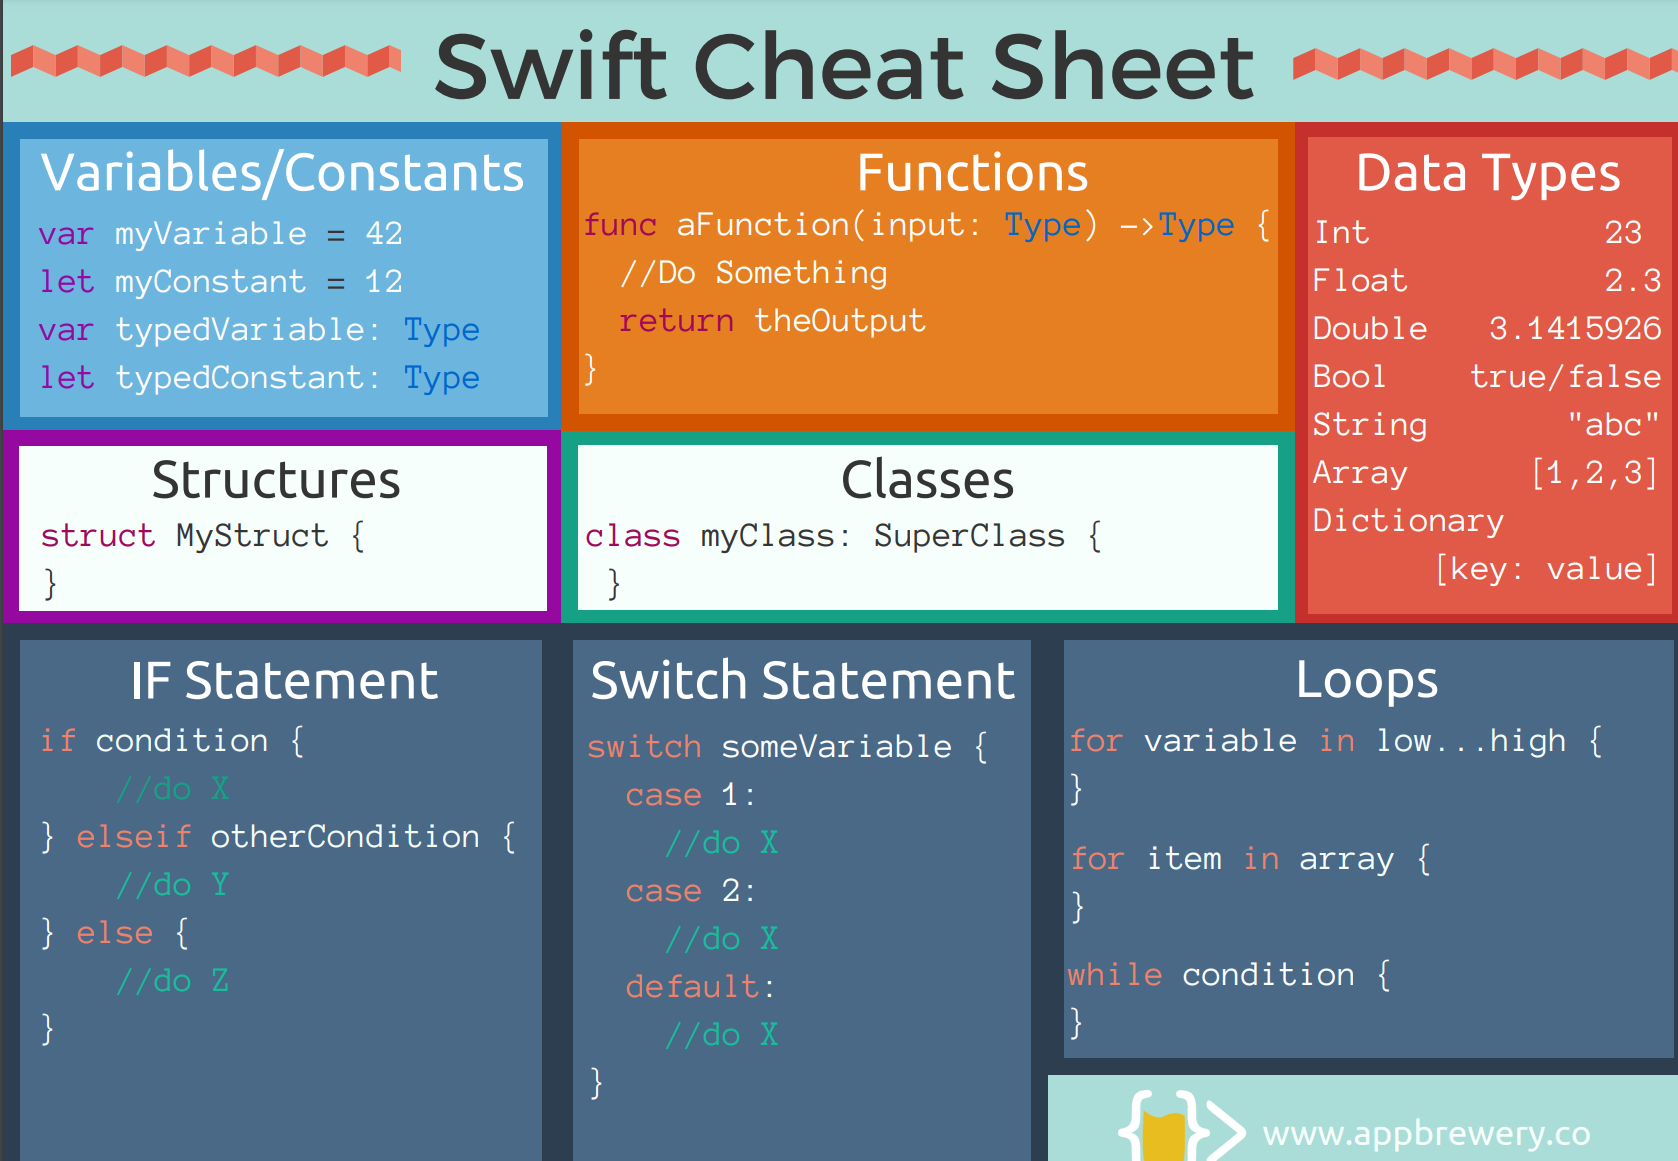 Swift Cheat Sheet
Variables/Constants
var myVariable = 42
let myConstant = 12
var typedVariable: Type
let typedConstant: Type
Functions
func aFunction(input: Type) ->Type {
  //Do Something
  return theOutput
}
Data Types
Int 23
Float 2.3
Double 3.1415926
Bool true/false
String "abc"
Array [1,2,3]
Dictionary
[key: value]
Structures
struct MyStruct {
}
Classes
class myClass: SuperClass {
 }
IF Statement
if condition {
    //do X
} elseif otherCondition {
    //do Y
} else {
    //do Z
}
Switch Statement
switch someVariable {
  case 1:
    //do X
  case 2:
    //do X
  default:
    //do X
}
Loops
for variable in low...high {
}
for item in array {
}
while condition {
}
www.appbrewery.co